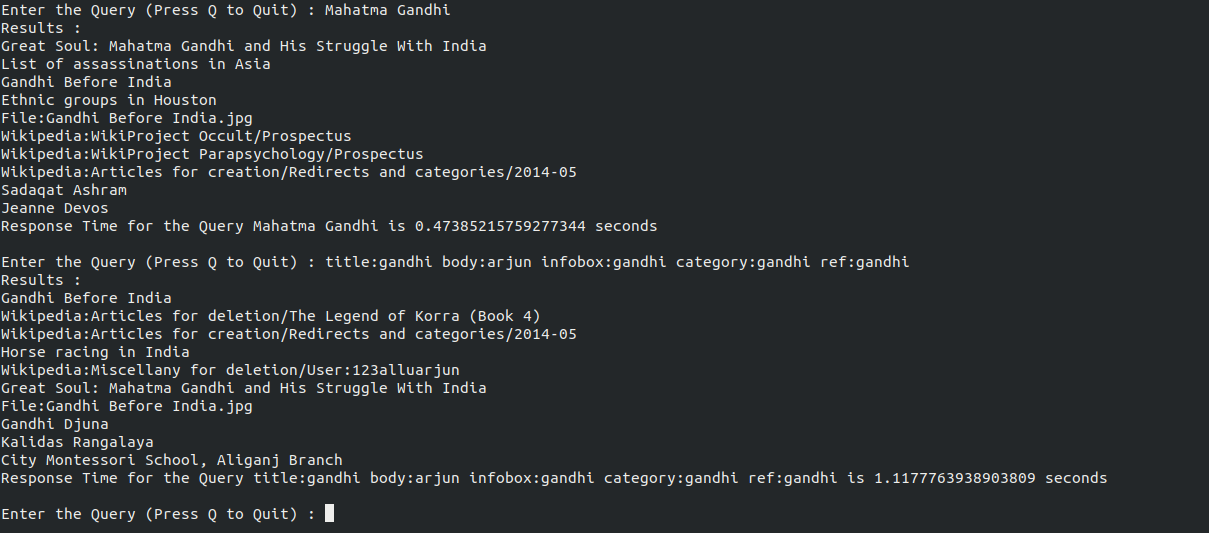 Enter the Query (Press Q to Quit) : Mahatma Gandhi
Results :
Great Soul: Mahatma Gandhi and His Struggle With India
List of assassinations in Asia
Gandhi Before India
Ethnic groups in Houston
File:Gandhi Before India.jpg
Wikipedia:WikiProject Occult/Prospectus
Wikipedia:WikiProject Parapsychology/Prospectus
Wikipedia:Articles for creation/Redirects and categories/2014-05
Sadaqat Ashram
Jeanne Devos
Response Time for the Query Mahatma Gandhi is 0.47385215759277344 seconds
Enter the Query (Press Q to Quit) : title:gandhi body:arjun infobox:gandhi category:gandhi ref:gandhi
Results :
Gandhi Before India
Wikipedia:Articles for deletion/The Legend of Korra (Book 4)
Wikipedia:Articles for creation/Redirects and categories/2014-05
Horse racing in India
Wikipedia:Miscellany for deletion/User:123alluarjun
Great Soul: Mahatma Gandhi and His Struggle With India
File:Gandhi Before India.jpg
Gandhi Djuna
Kalidas Rangalaya
City Montessori School, Aliganj Branch
Response Time for the Query title:gandhi body:arjun infobox:gandhi category:gandhi ref:gandhi is 1.1177763938903809 seconds
Enter the Query (Press Q to Quit) :